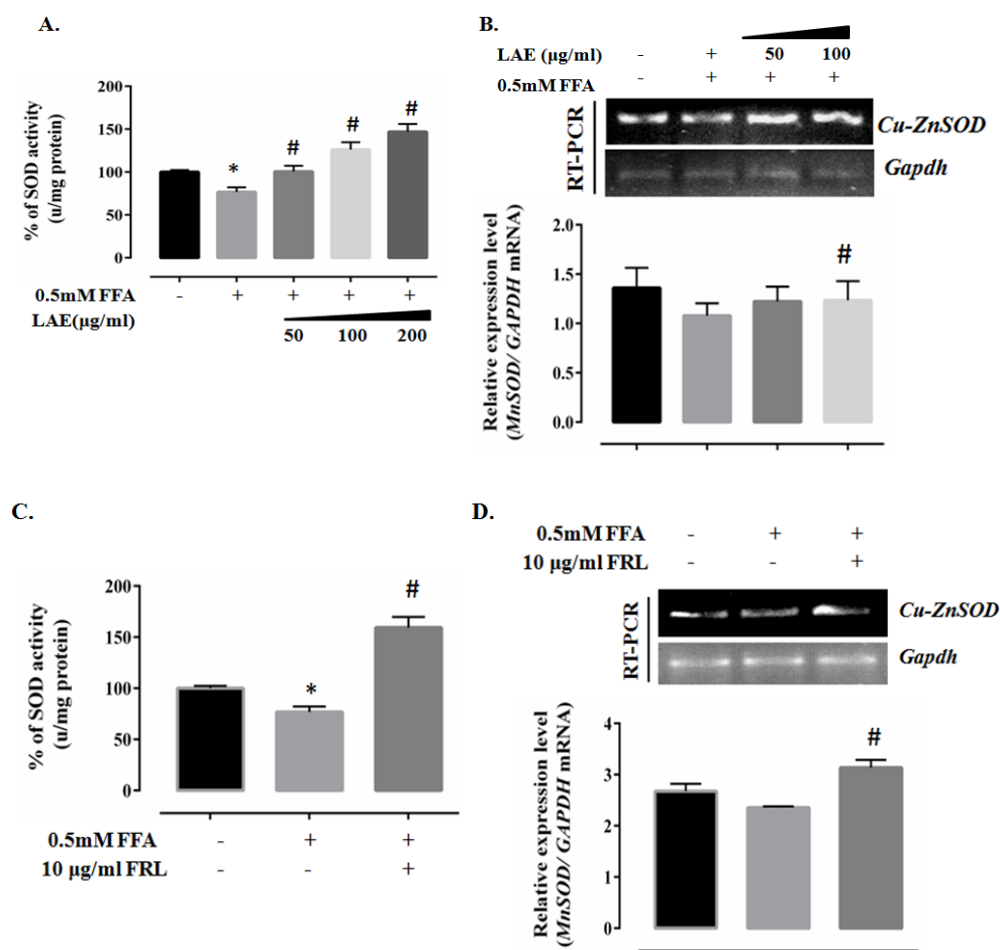 A.
% of SOD activity
(u/mg protein)
200
150
100
50
0
*
#
#
#
0.5mM FFA - + + + +
LAE(μg/ml) 50 100 200
B.
LAE (μg/ml) - + 50 100
0.5mM FFA - + + +
RT-PCR
Cu-ZnSOD
Gapdh
Relative expression level
(MnSOD/ GAPDH mRNA)
2.0
1.5
1.0
0.5
0.0
#
C.
% of SOD activity
(u/mg protein)
200
150
100
50
0
*
#
0.5mM FFA - + +
10 μg/ml FRL - - +
D.
0.5mM FFA - + +
10 μg/ml FRL - - +
RT-PCR
Cu-ZnSOD
Gapdh
Relative expression level
(MnSOD/ GAPDH mRNA)
4
3
2
1
0
#